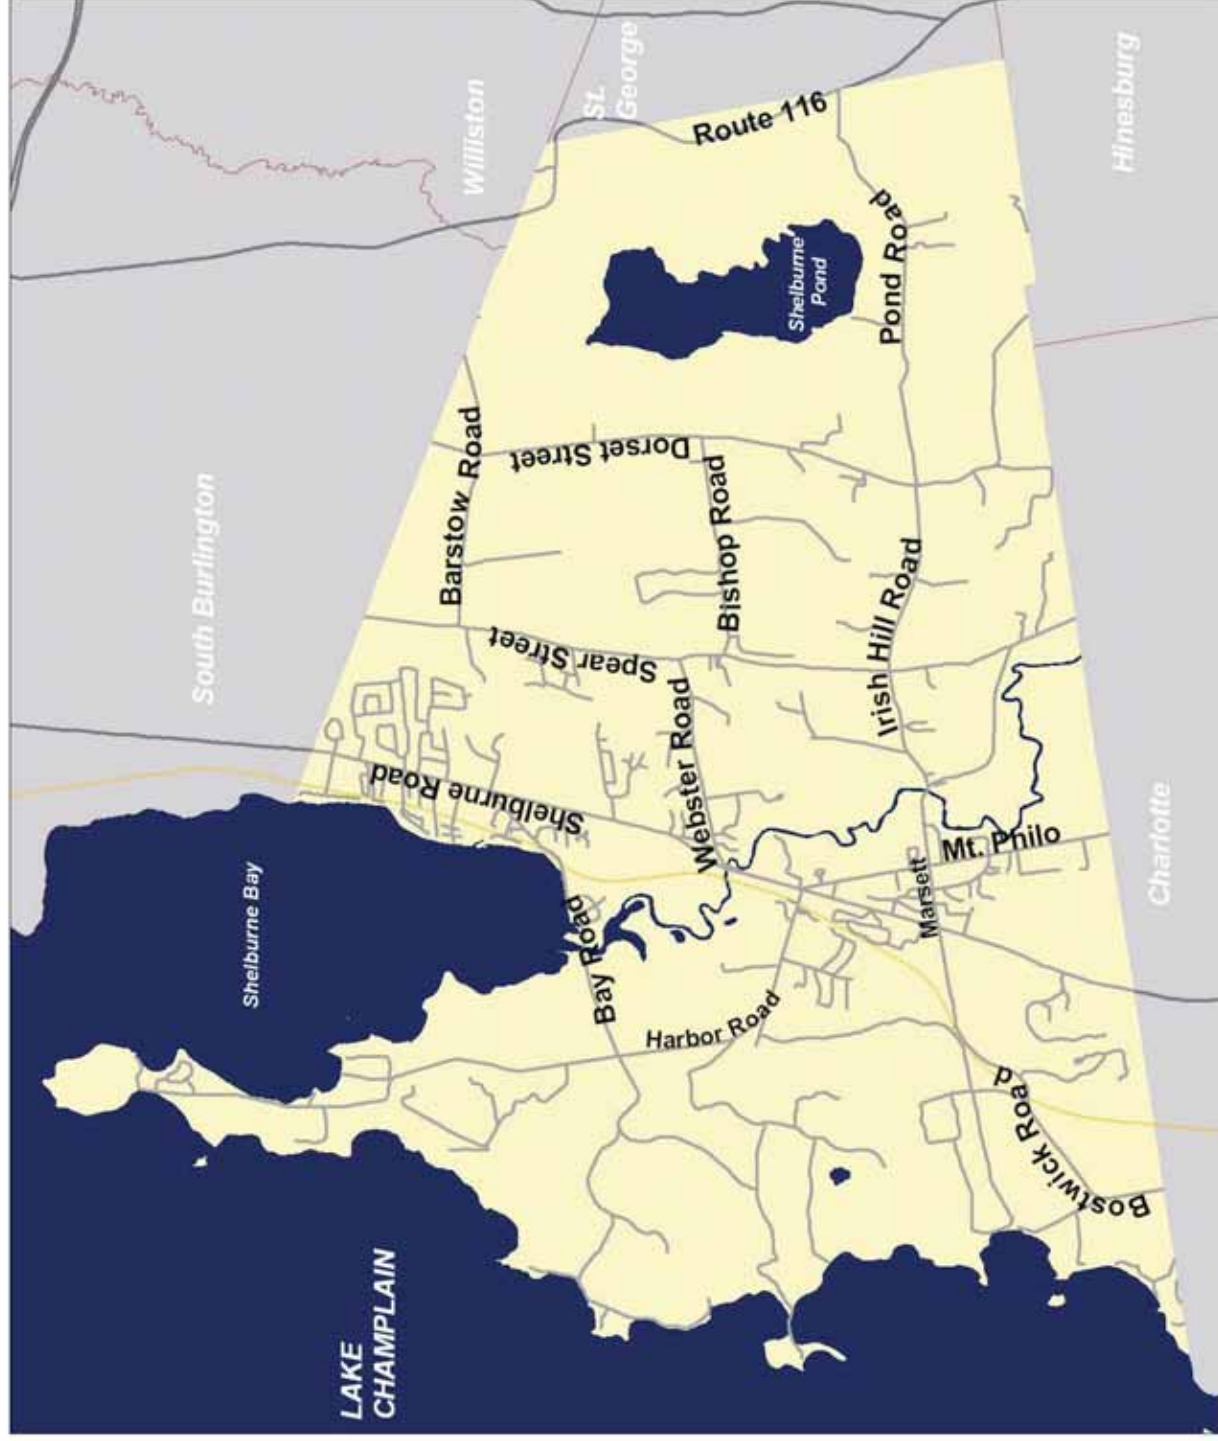 South Burlington
Williston
St.
George
Hinesburg
Charlotte
Shelburne Bay
LAKE
CHAMPLAIN
Shelburne
Pond
Route 116
Pond Road
Barstow Road
Dorset Street
Bishop Road
Spear Street
Irish Hill Road
Webster Road
Shelburne Road
Mt. Philo
Marsett
Bay Road
Harbor Road
Bostwick Road